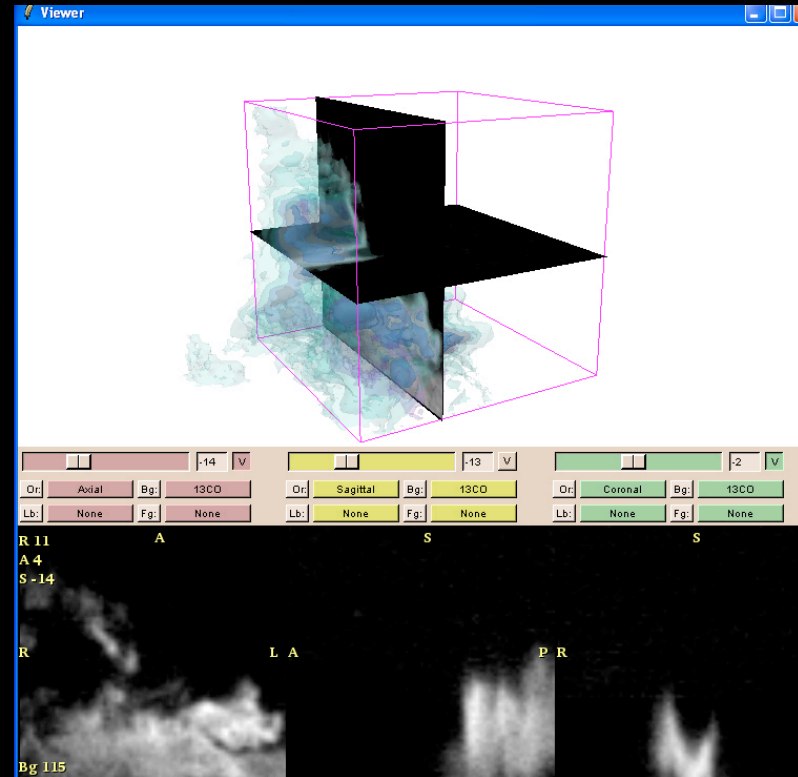 Viewer
-14 V -13 V -2 V
Or: Axial Bg: 13CO Or: Sagittal Bg: 13CO Or: Coronal Bg: 13CO
Lb: None Fg: None Lb: None Fg: None Lb: None Fg: None
R 11 A S S
A 4
S -14
R L A P R
Bg 115